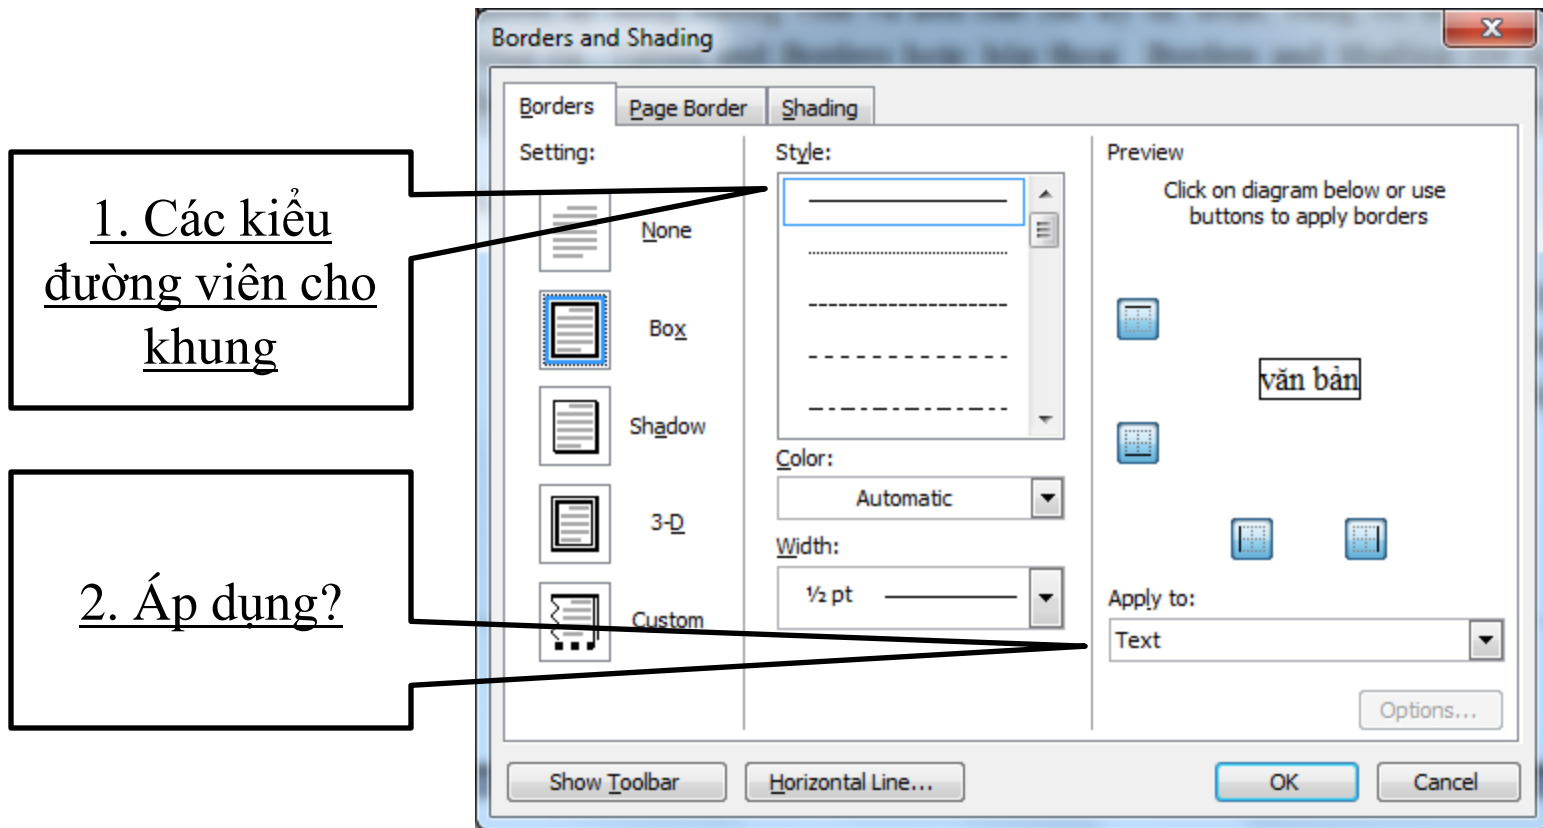 Borders and Shading
Borders
Page Border
Shading
1. Các kiểu
đường viên cho
khung
2. Áp dụng?
Setting:
None
Box
Shadow
3-D
Custom
Style:
Color:
Automatic
Width:
½ pt
Preview
Click on diagram below or use
buttons to apply borders
văn bản
Apply to:
Text
Options...
Show Toolbar
Horizontal Line...
OK
Cancel